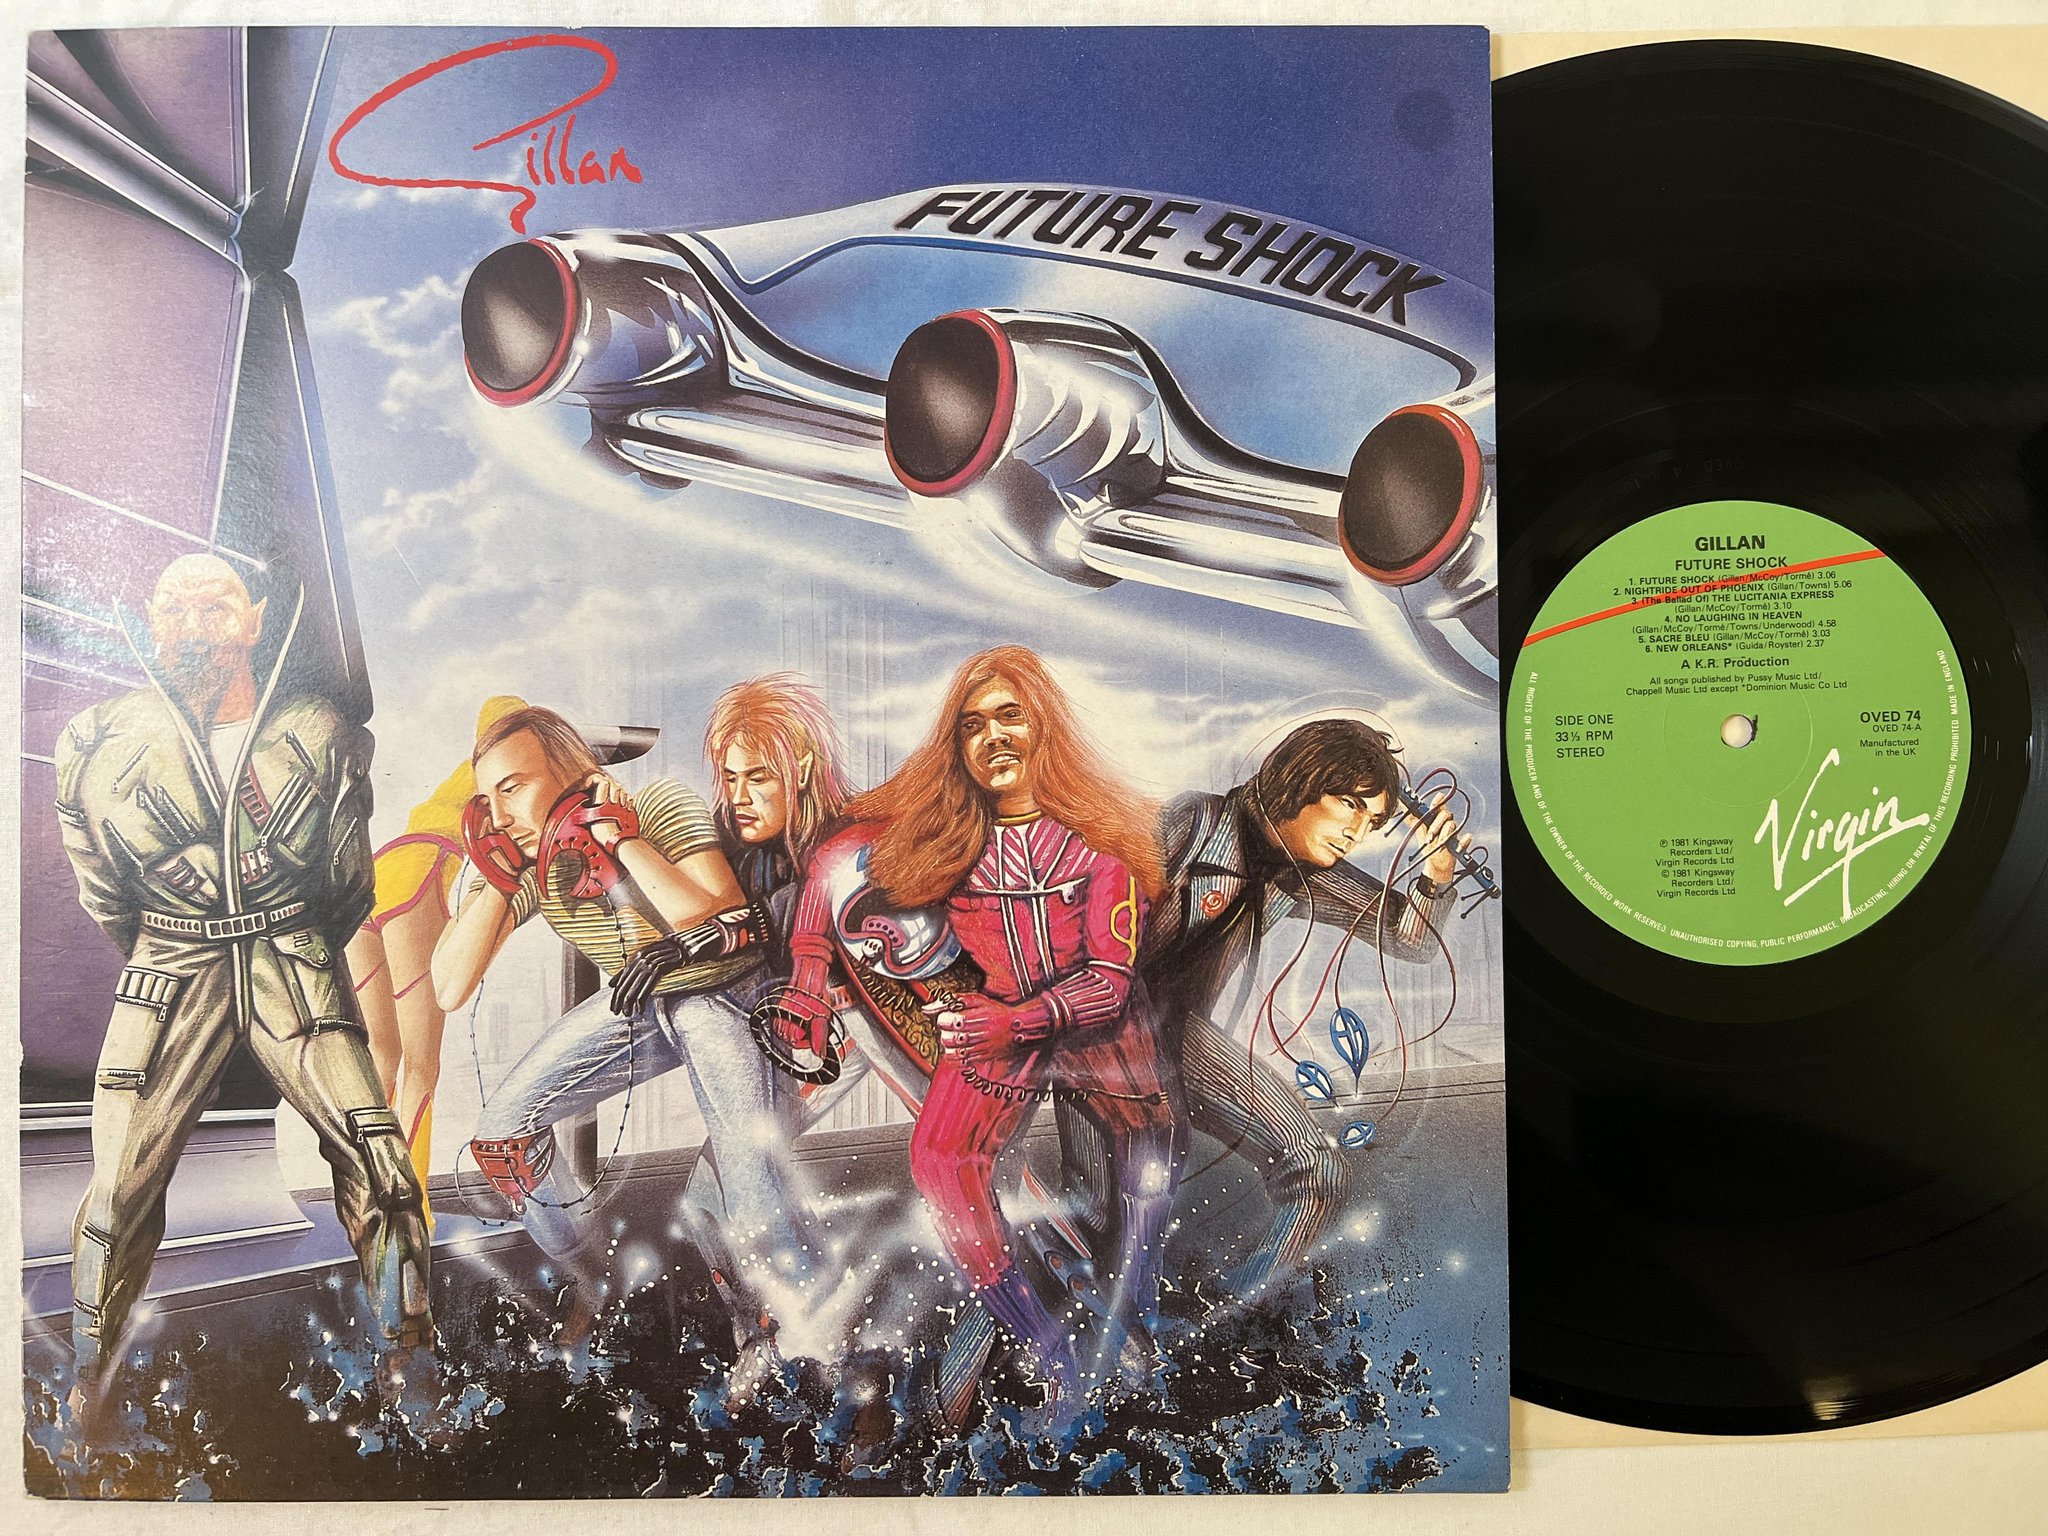 Gillan
FUTURE SHOCK
GILLAN
FUTURE SHOCK
1. FUTURE SHOCK (Gillan/McCoy/Tormé) 3.06
2. NIGHTRIDE OUT OF PHOENIX (Gillan/Towns) 5.06
3. (The Ballad Of) THE LUCITANIA EXPRESS
(Gillan/McCoy/Tormé) 3.10
4. NO LAUGHING IN HEAVEN
(Gillan/McCoy/Tormé/Towns/Underwood) 4.58
5. SACRE BLEU (Gillan/McCoy/Tormé) 3.03
6. NEW ORLEANS* (Guida/Royster) 2.37
A K.R. Production
All songs published by Pussy Music Ltd/
Chappell Music Ltd except *Dominion Music Co Ltd
SIDE ONE
33⅓ RPM
STEREO
OVED 74
OVED 74-A
Manufactured
in the UK
℗ 1981 Kingsway
Recorders Ltd/
Virgin Records Ltd
© 1981 Kingsway
Recorders Ltd/
Virgin Records Ltd
Virgin
ALL RIGHTS OF THE PRODUCER AND OF THE OWNER OF THE RECORDED WORK RESERVED. UNAUTHORISED COPYING, PUBLIC PERFORMANCE, BROADCASTING, HIRING OR RENTAL OF THIS RECORDING PROHIBITED. MADE IN ENGLAND